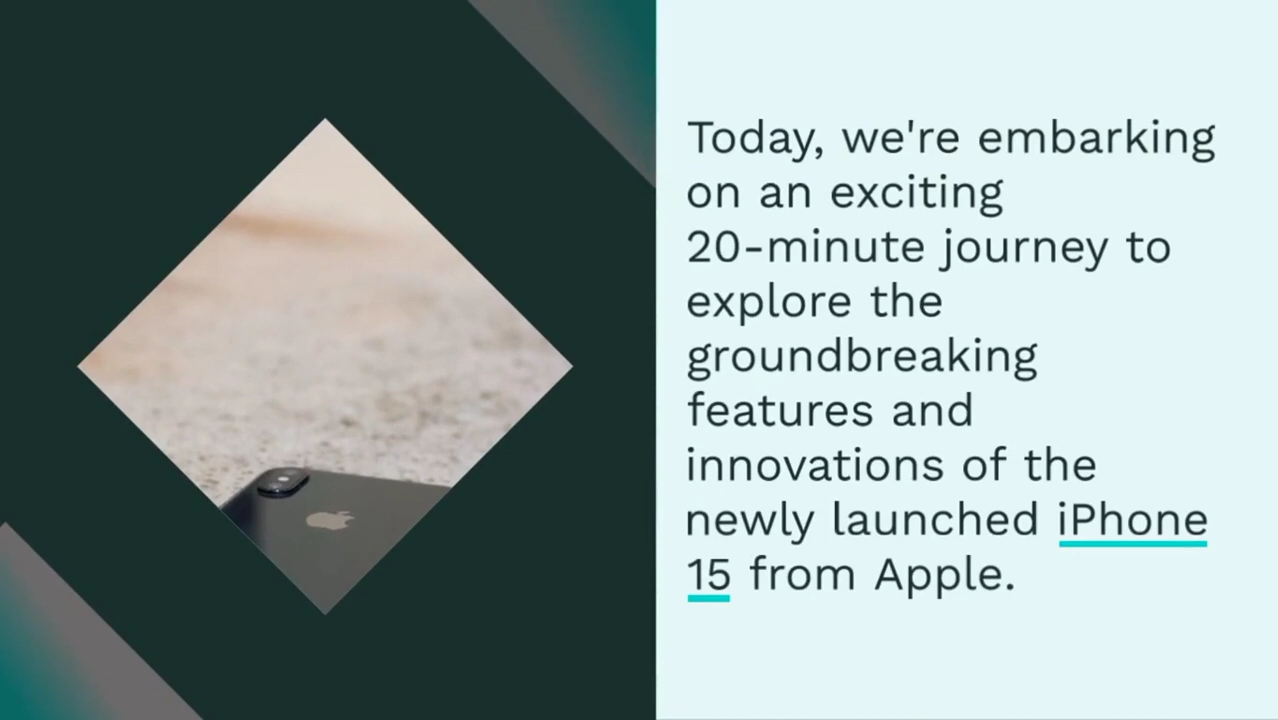 Today, we're embarking
on an exciting
20-minute journey to
explore the
groundbreaking
features and
innovations of the
newly launched iPhone
15 from Apple.